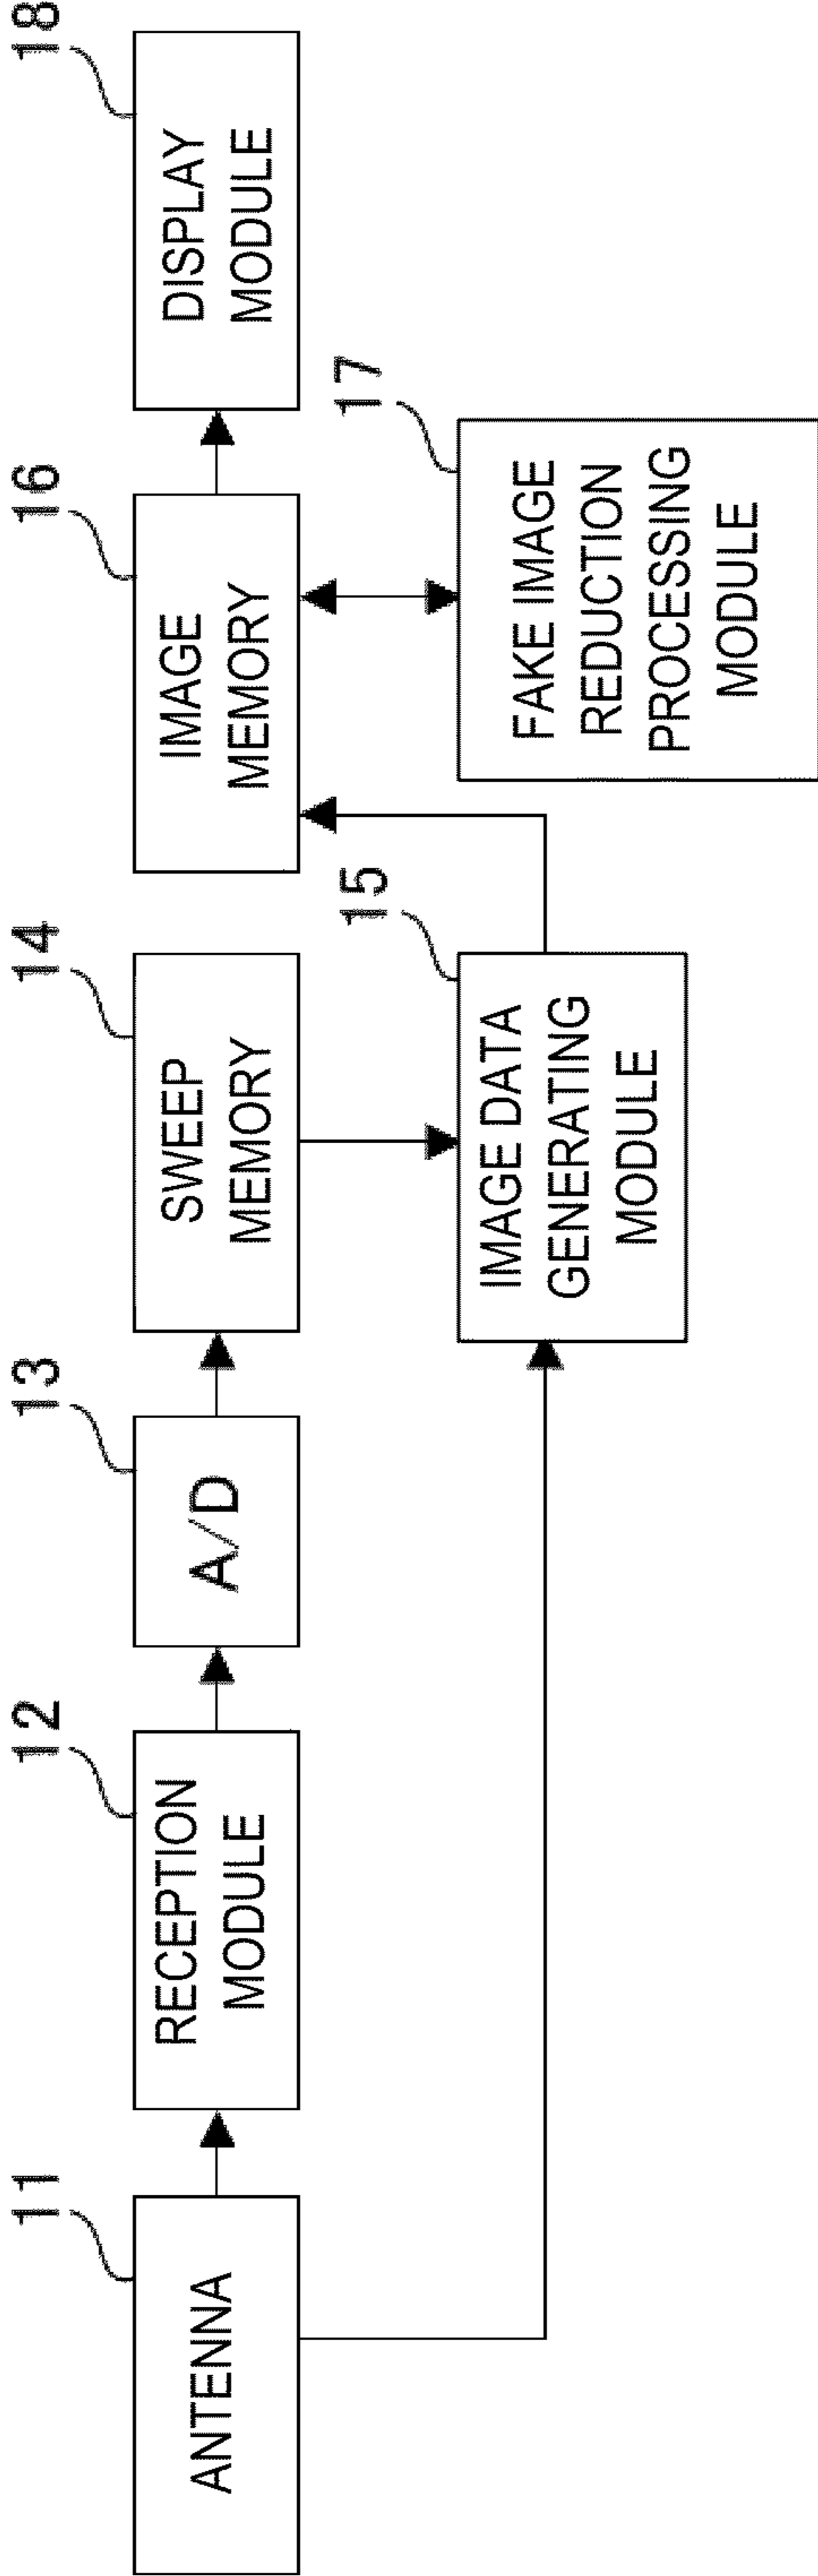 11
ANTENNA
12
RECEPTION
MODULE
13
A/D
14
SWEEP
MEMORY
15
IMAGE DATA
GENERATING
MODULE
16
IMAGE
MEMORY
17
FAKE IMAGE
REDUCTION
PROCESSING
MODULE
18
DISPLAY
MODULE